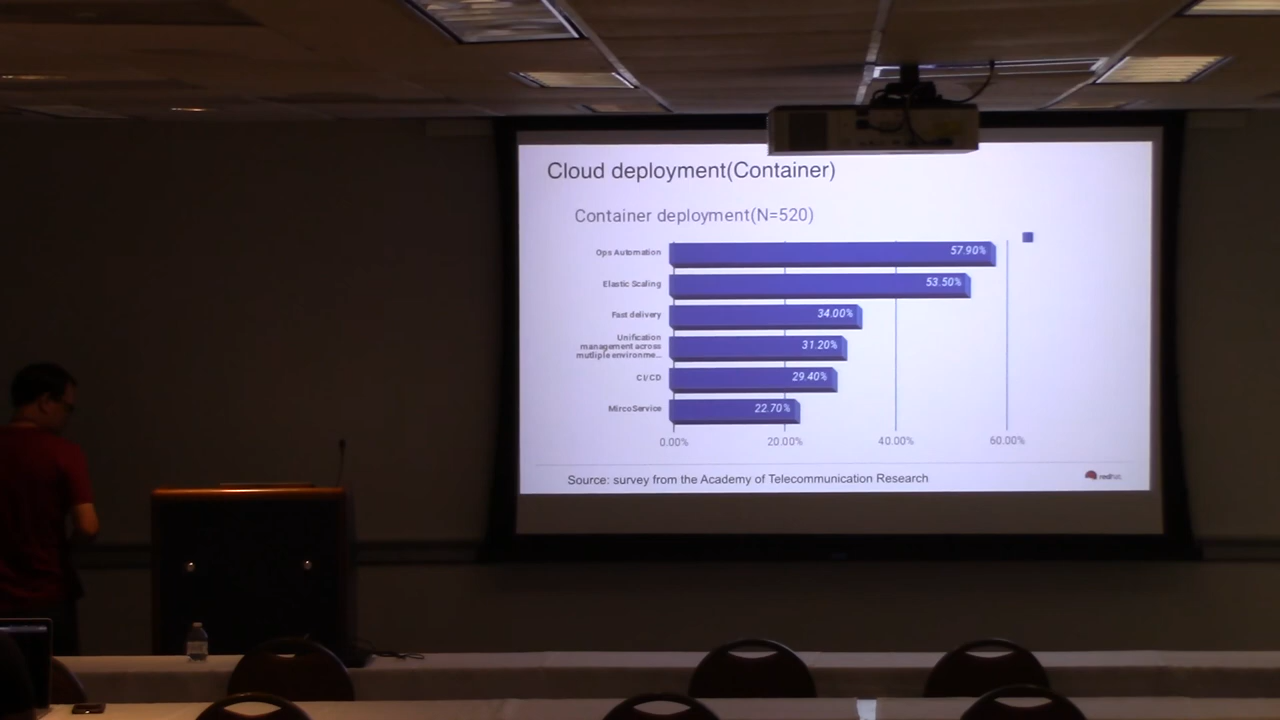 Cloud deployment(Container)
Container deployment(N=520)
Ops Automation
57.90%
Elastic Scaling
53.50%
Fast delivery
34.00%
Unification
management across
mutliple environme...
31.20%
CI/CD
29.40%
MircoService
22.70%
0.00%
20.00%
40.00%
60.00%
Source: survey from the Academy of Telecommunication Research
redhat